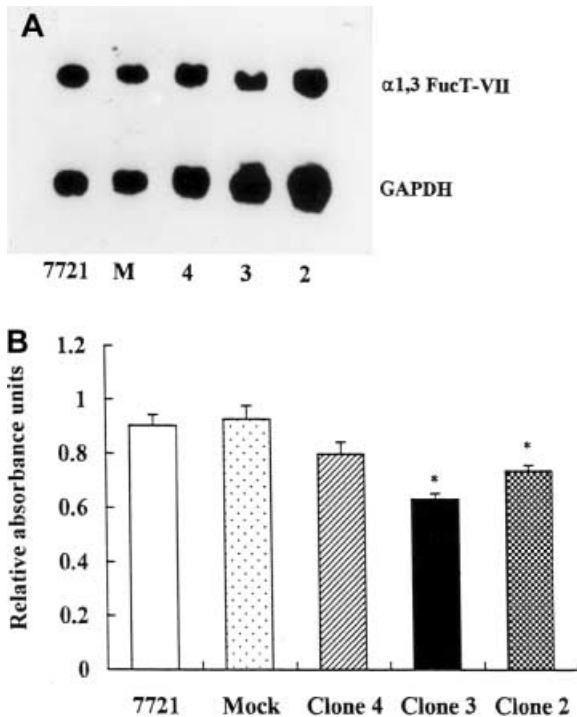 A
α1,3 FucT-VII
GAPDH
7721 M 4 3 2
B
Relative absorbance units
1.2
1
0.8
0.6
0.4
0.2
0
*
*
7721 Mock Clone 4 Clone 3 Clone 2